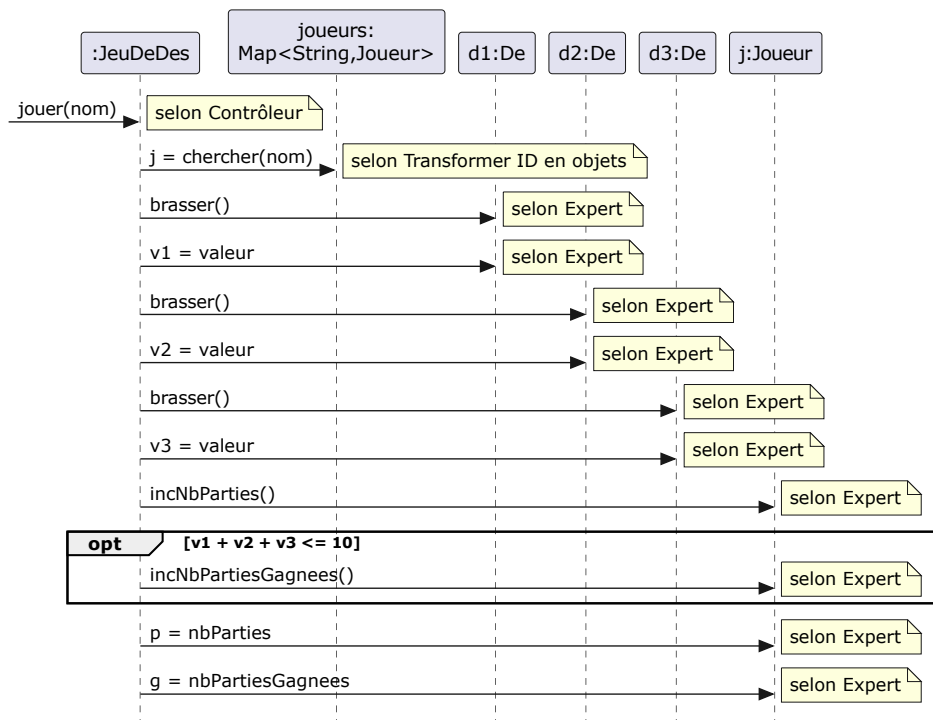 :JeuDeDes
joueurs:
Map<String,Joueur>
d1:De
d2:De
d3:De
j:Joueur
jouer(nom)
selon Contrôleur
j = chercher(nom)
selon Transformer ID en objets
brasser()
selon Expert
v1 = valeur
selon Expert
brasser()
selon Expert
v2 = valeur
selon Expert
brasser()
selon Expert
v3 = valeur
selon Expert
incNbParties()
selon Expert
opt
[v1 + v2 + v3 <= 10]
incNbPartiesGagnees()
selon Expert
p = nbParties
selon Expert
g = nbPartiesGagnees
selon Expert